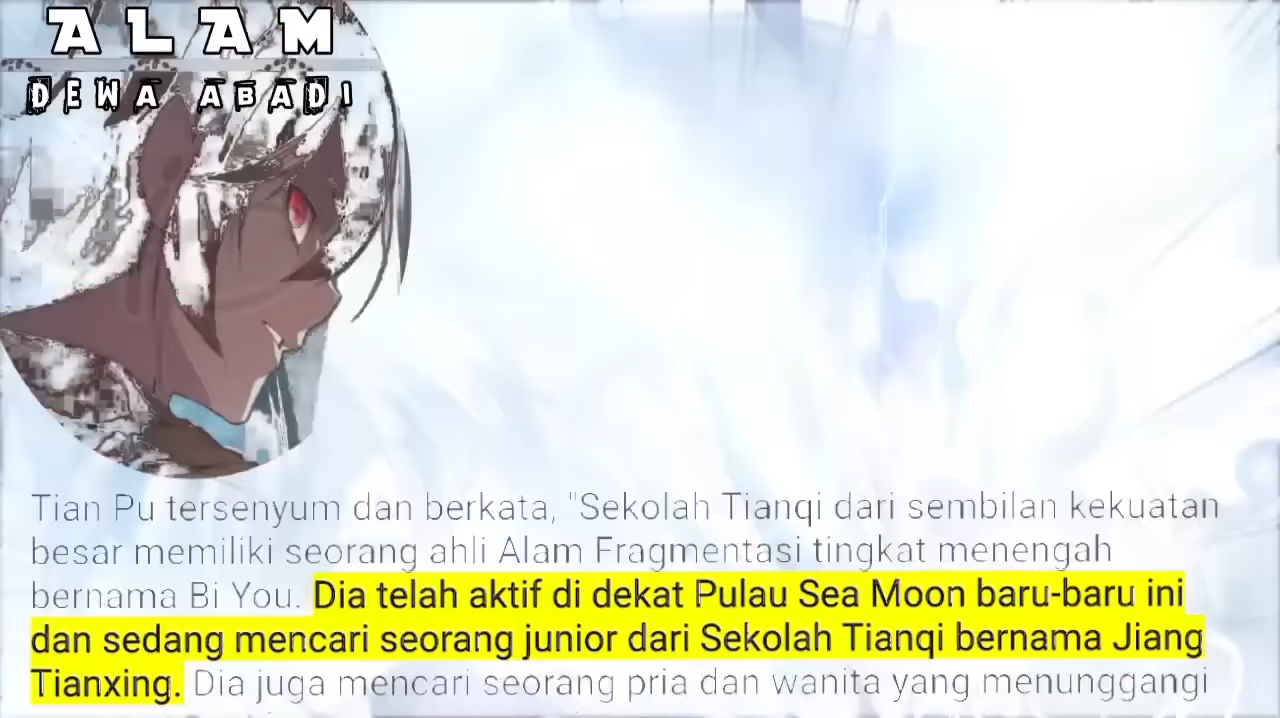 ALAM
DEWA ABADI
Tian Pu tersenyum dan berkata, "Sekolah Tianqi dari sembilan kekuatan
besar memiliki seorang ahli Alam Fragmentasi tingkat menengah
bernama Bi You. Dia telah aktif di dekat Pulau Sea Moon baru-baru ini
dan sedang mencari seorang junior dari Sekolah Tianqi bernama Jiang
Tianxing. Dia juga mencari seorang pria dan wanita yang menunggangi